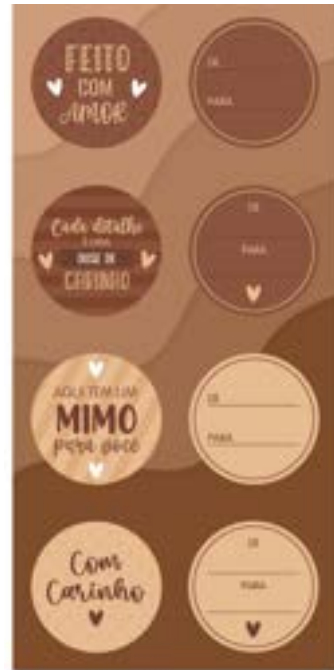 FEITO
COM
AMOR
DE
PARA
Cada detalhe
é uma
DOSE DE
CARINHO
DE
PARA
AQUI TEM UM
MIMO
para você
DE
PARA
Com
Carinho
DE
PARA